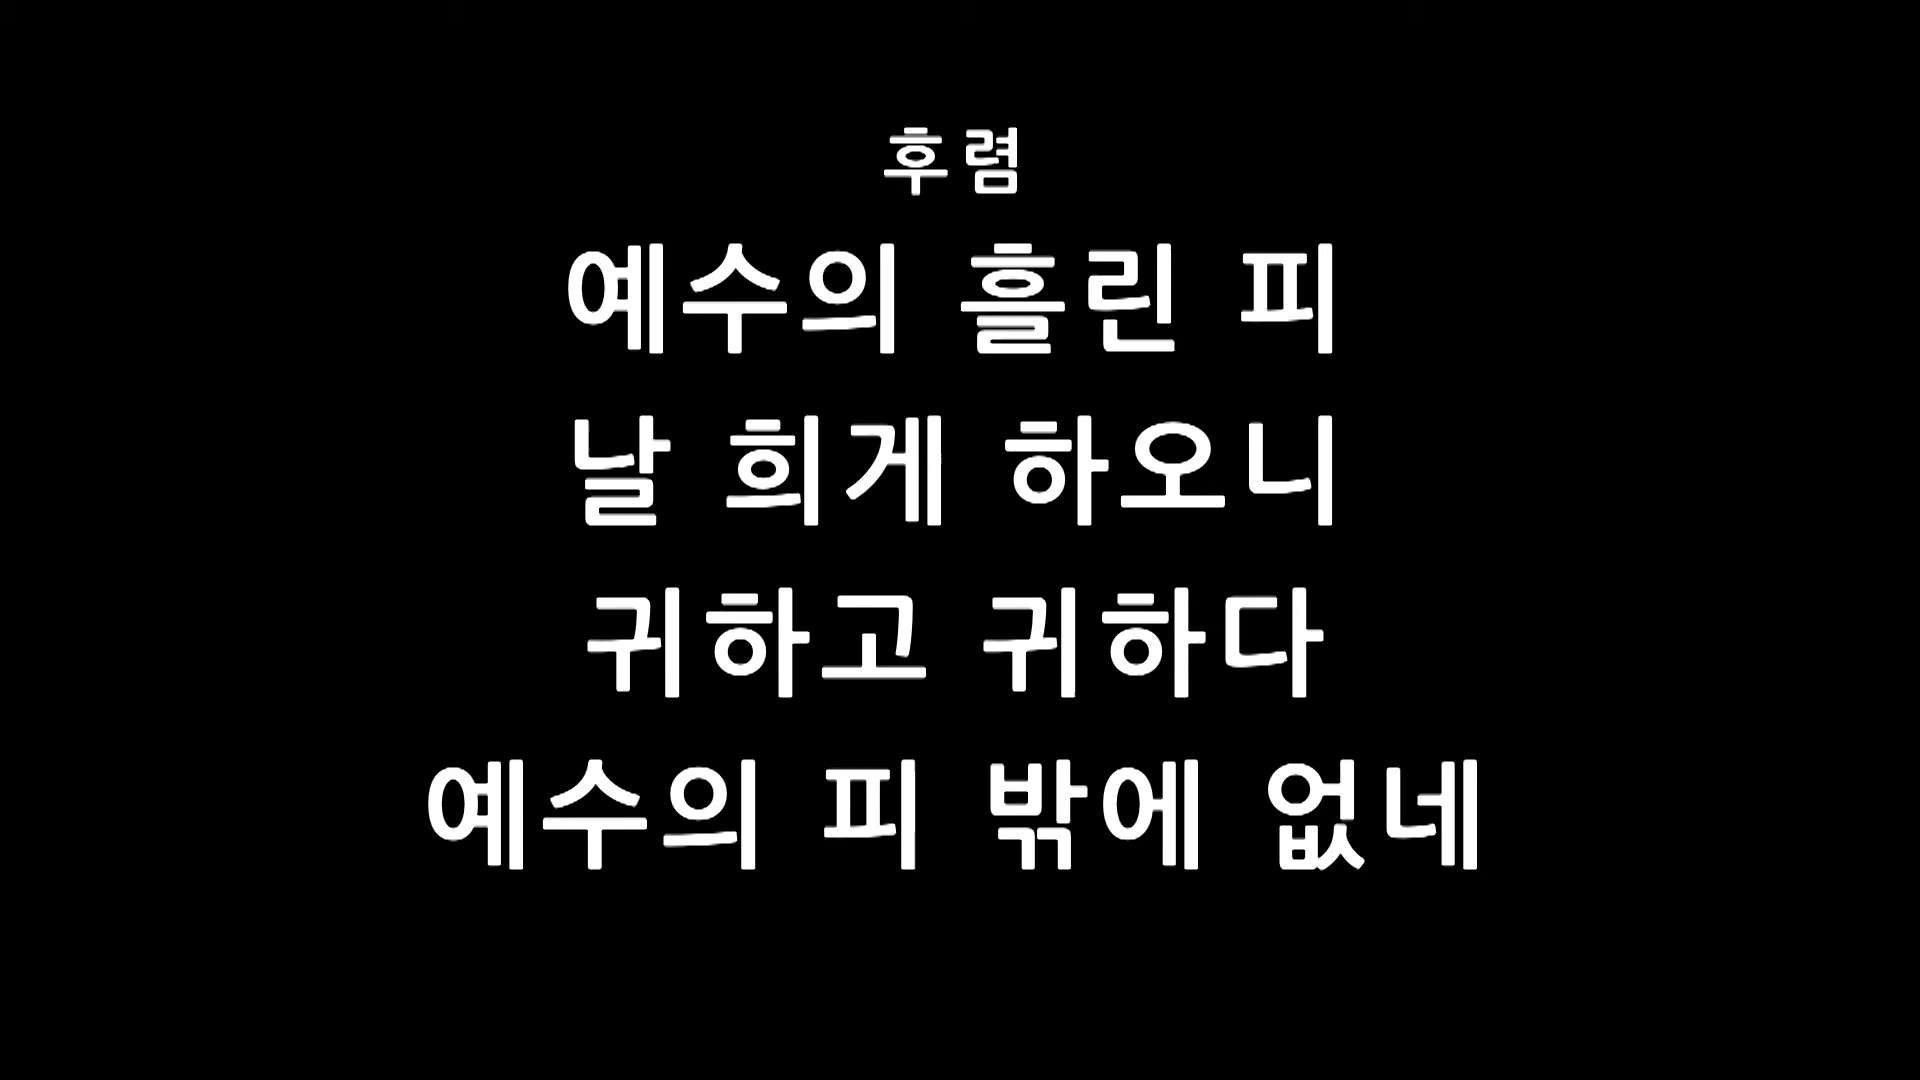 후렴
예수의 흘린 피
날 희게 하오니
귀하고 귀하다
예수의 피 밖에 없네